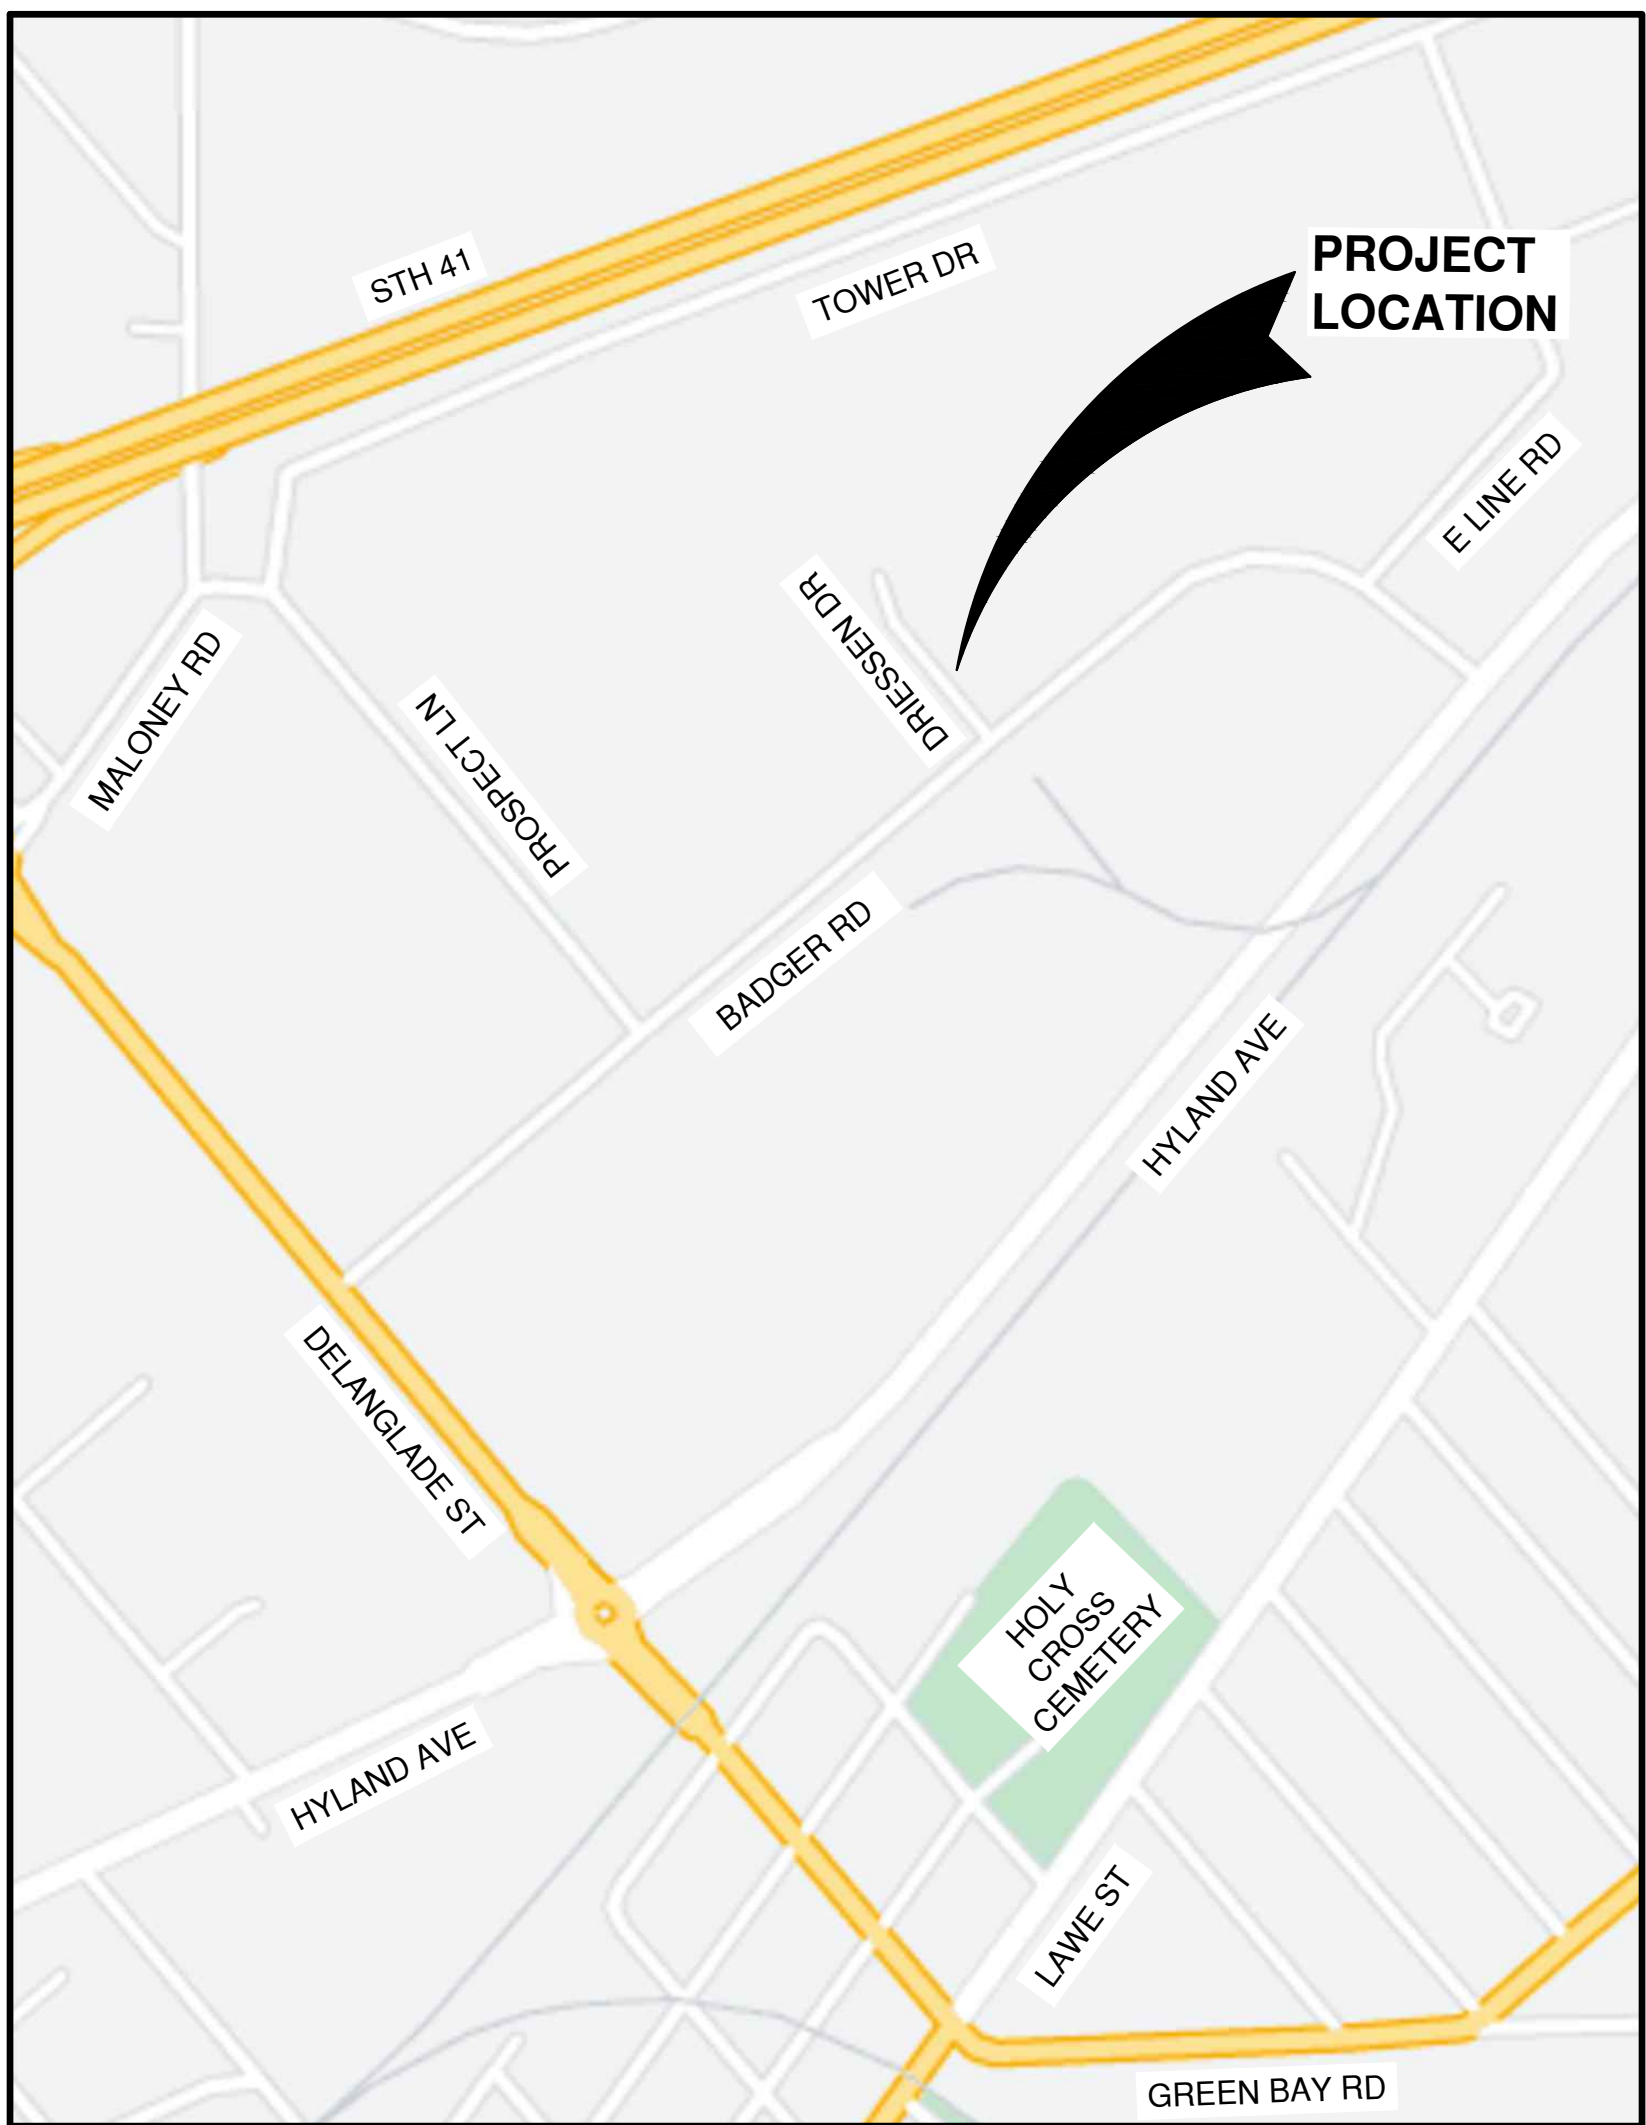 STH 41
TOWER DR
PROJECT
LOCATION
E LINE RD
DRIESSEN DR
MALONEY RD
PROSPECT LN
BADGER RD
HYLAND AVE
DELANGLADE ST
HOLY
CROSS
CEMETERY
HYLAND AVE
LAWE ST
GREEN BAY RD